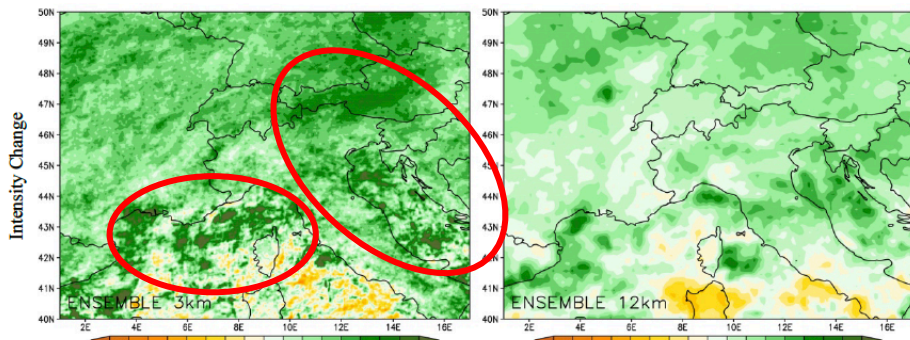 Intensity Change
50N
49N
48N
47N
46N
45N
44N
43N
42N
41N
40N
ENSEMBLE 3km
2E 4E 6E 8E 10E 12E 14E 16E
50N
49N
48N
47N
46N
45N
44N
43N
42N
41N
40N
ENSEMBLE 12km
2E 4E 6E 8E 10E 12E 14E 16E